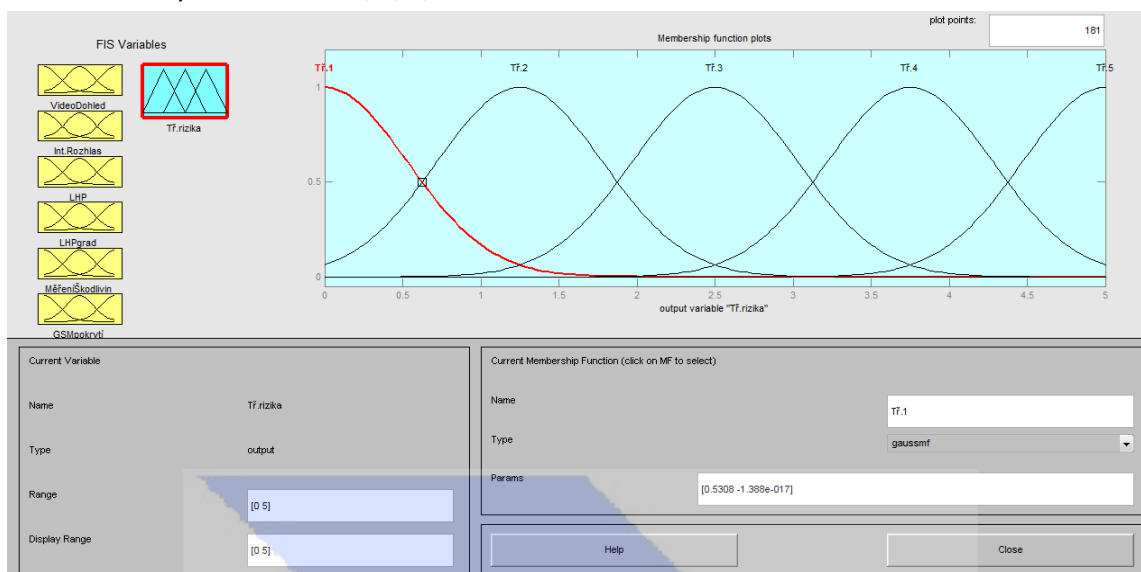 plot points:
181
FIS Variables
Membership function plots
VideoDohled
Int.Rozhlas
LHP
LHPgrad
MěřeníŠkodlivin
GSMpokrytí
Tř.rizika
Tř.1
Tř.2
Tř.3
Tř.4
Tř.5
1
0.5
0
0
0.5
1
1.5
2
2.5
3
3.5
4
4.5
5
output variable "Tř.rizika"
Current Variable
Name
Tř.rizika
Type
output
Range
[0 5]
Display Range
[0 5]
Current Membership Function (click on MF to select)
Name
Tř.1
Type
gaussmf
Params
[0.5308 -1.388e-017]
Help
Close